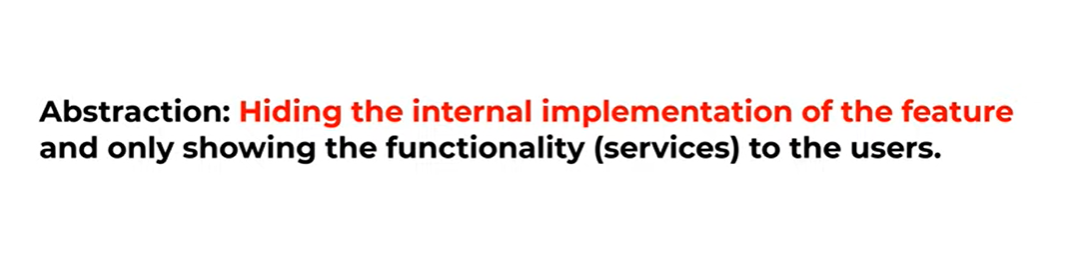 Abstraction: Hiding the internal implementation of the feature
and only showing the functionality (services) to the users.